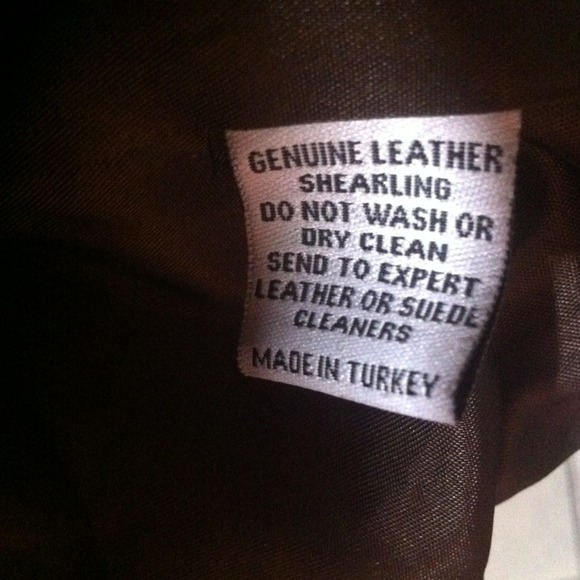 GENUINE LEATHER
SHEARLING
DO NOT WASH OR
DRY CLEAN
SEND TO EXPERT
LEATHER OR SUEDE
CLEANERS
MADE IN TURKEY